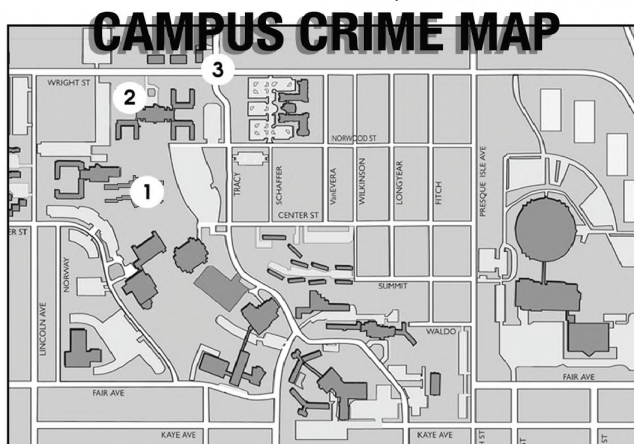 CAMPUS CRIME MAP
3
WRIGHT ST
2
NORWOOD ST
1
TRACY
SCHAFFER
VanEVERA
WILKINSON
LONGYEAR
FITCH
PRESQUE ISLE AVE
CENTER ST
ER ST
NORWAY
LINCOLN AVE
SUMMIT
WALDO
FAIR AVE
FAIR AVE
KAYE AVE
KAYE AVE
H ST
ST
ST